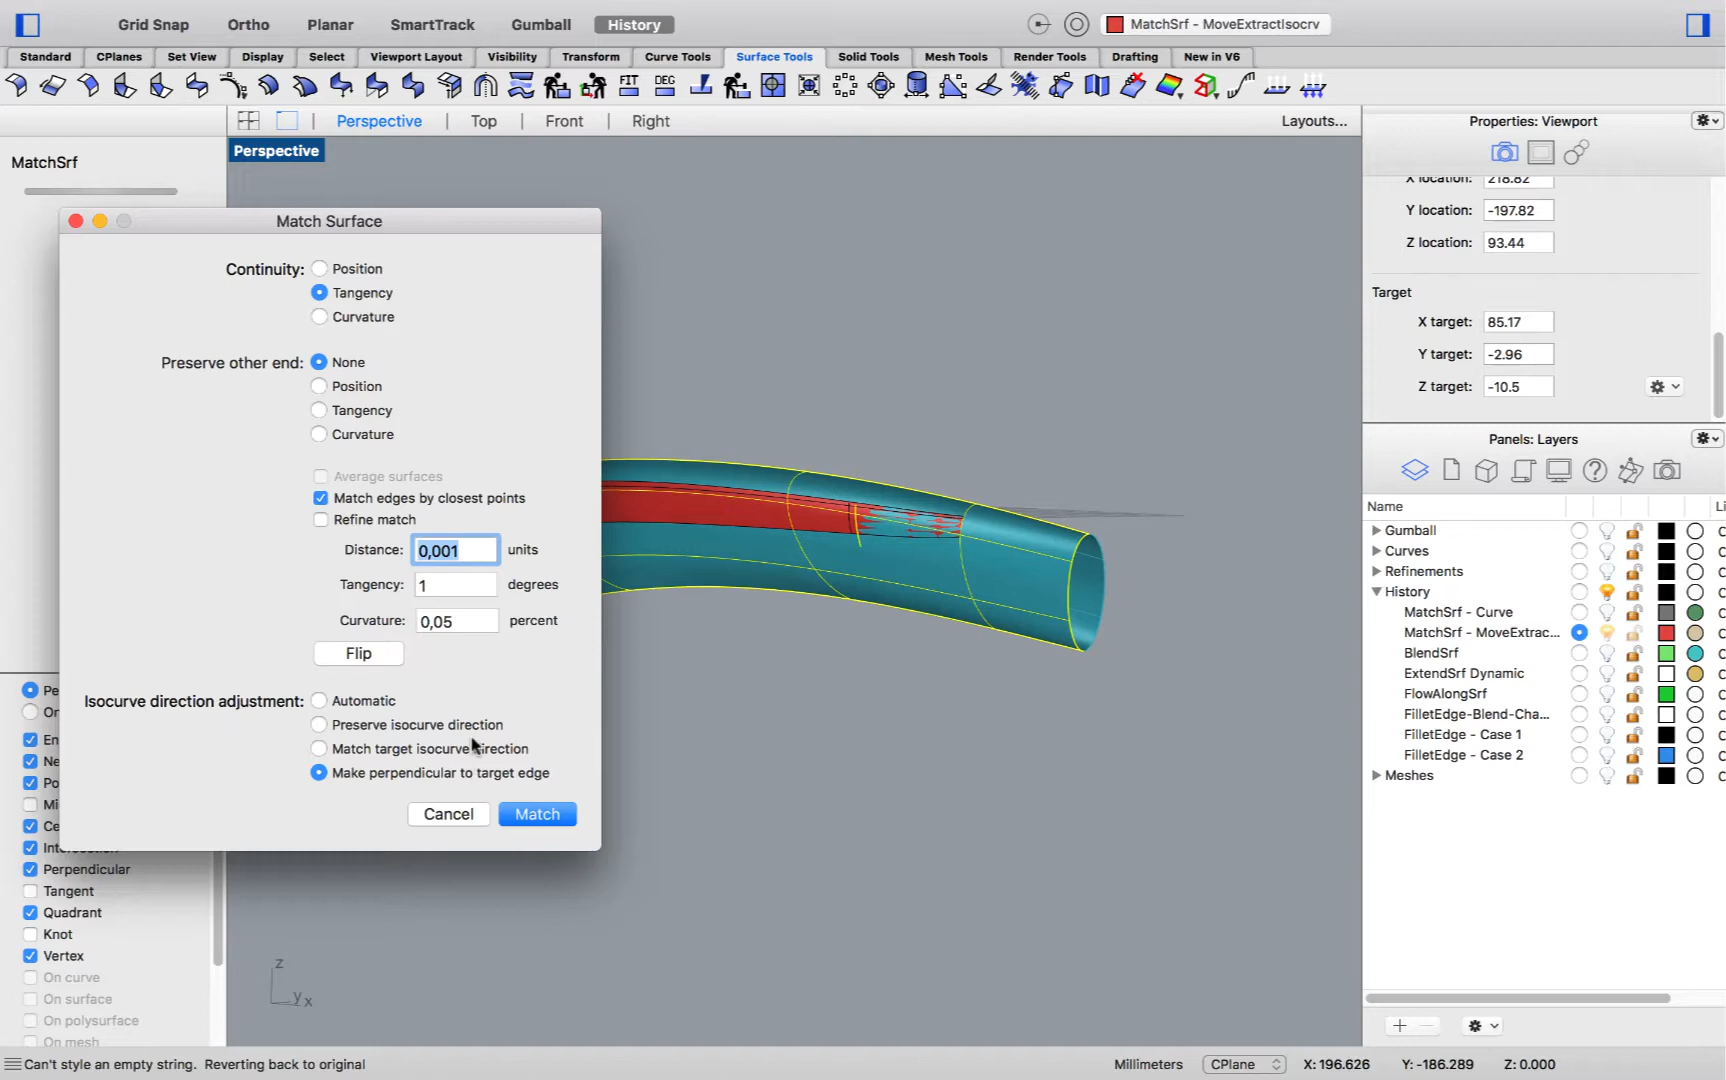 Grid Snap Ortho Planar SmartTrack Gumball History MatchSrf - MoveExtractIsocrv
Standard CPlanes Set View Display Select Viewport Layout Visibility Transform Curve Tools Surface Tools Solid Tools Mesh Tools Render Tools Drafting New in V6
FIT DEG
Perspective Top Front Right Layouts...
Perspective
MatchSrf
Match Surface
Continuity: Position
Tangency
Curvature
Preserve other end: None
Position
Tangency
Curvature
Average surfaces
Match edges by closest points
Refine match
Distance: 0,001 units
Tangency: 1 degrees
Curvature: 0,05 percent
Flip
Isocurve direction adjustment: Automatic
Preserve isocurve direction
Match target isocurve direction
Make perpendicular to target edge
Cancel Match
Perpendicular
Tangent
Quadrant
Knot
Vertex
On curve
On surface
On polysurface
On mesh
z
y x
Properties: Viewport
X location: 218.82
Y location: -197.82
Z location: 93.44
Target
X target: 85.17
Y target: -2.96
Z target: -10.5
Panels: Layers
Name
Gumball
Curves
Refinements
History
MatchSrf - Curve
MatchSrf - MoveExtrac...
BlendSrf
ExtendSrf Dynamic
FlowAlongSrf
FilletEdge-Blend-Cha...
FilletEdge - Case 1
FilletEdge - Case 2
Meshes
Can't style an empty string. Reverting back to original Millimeters CPlane X: 196.626 Y: -186.289 Z: 0.000